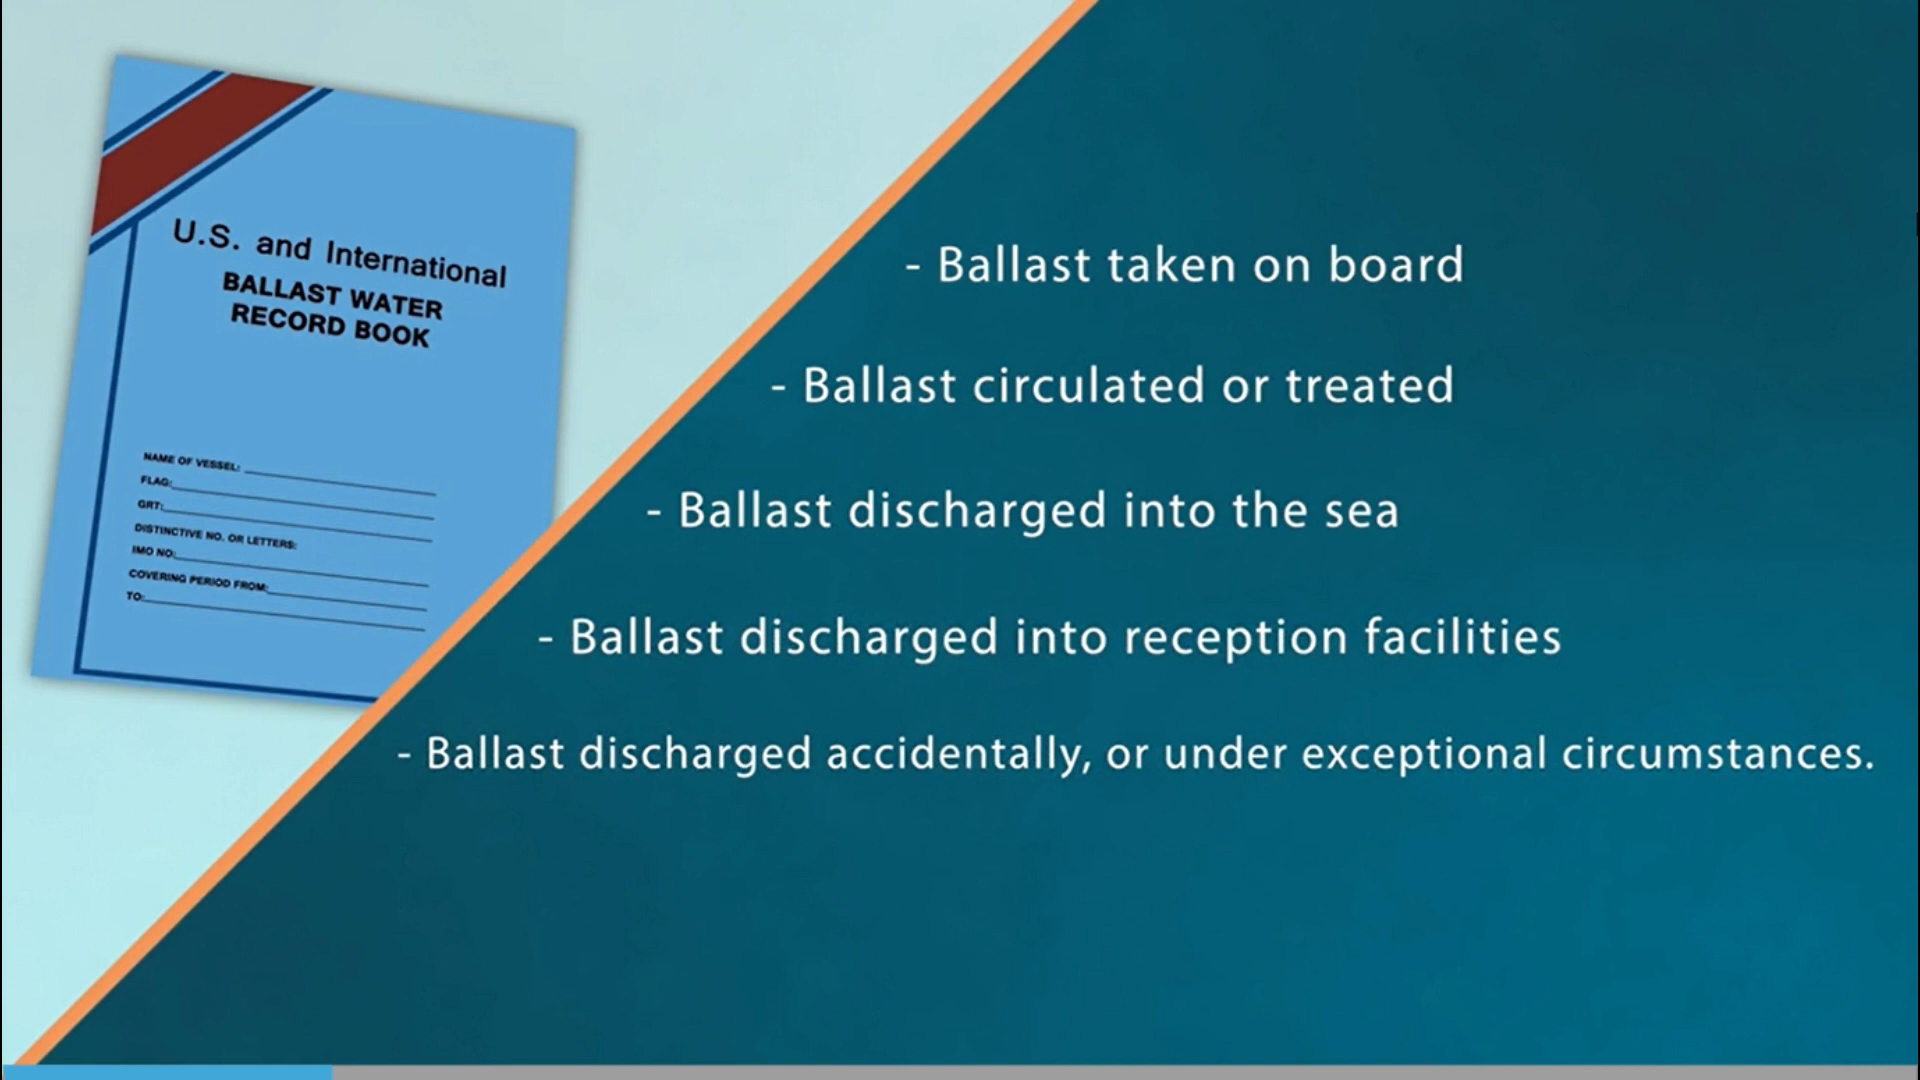 U.S. and International
BALLAST WATER
RECORD BOOK
NAME OF VESSEL:
FLAG:
GRT:
DISTINCTIVE NO. OR LETTERS:
IMO NO:
COVERING PERIOD FROM:
TO:
- Ballast taken on board
- Ballast circulated or treated
- Ballast discharged into the sea
- Ballast discharged into reception facilities
- Ballast discharged accidentally, or under exceptional circumstances.